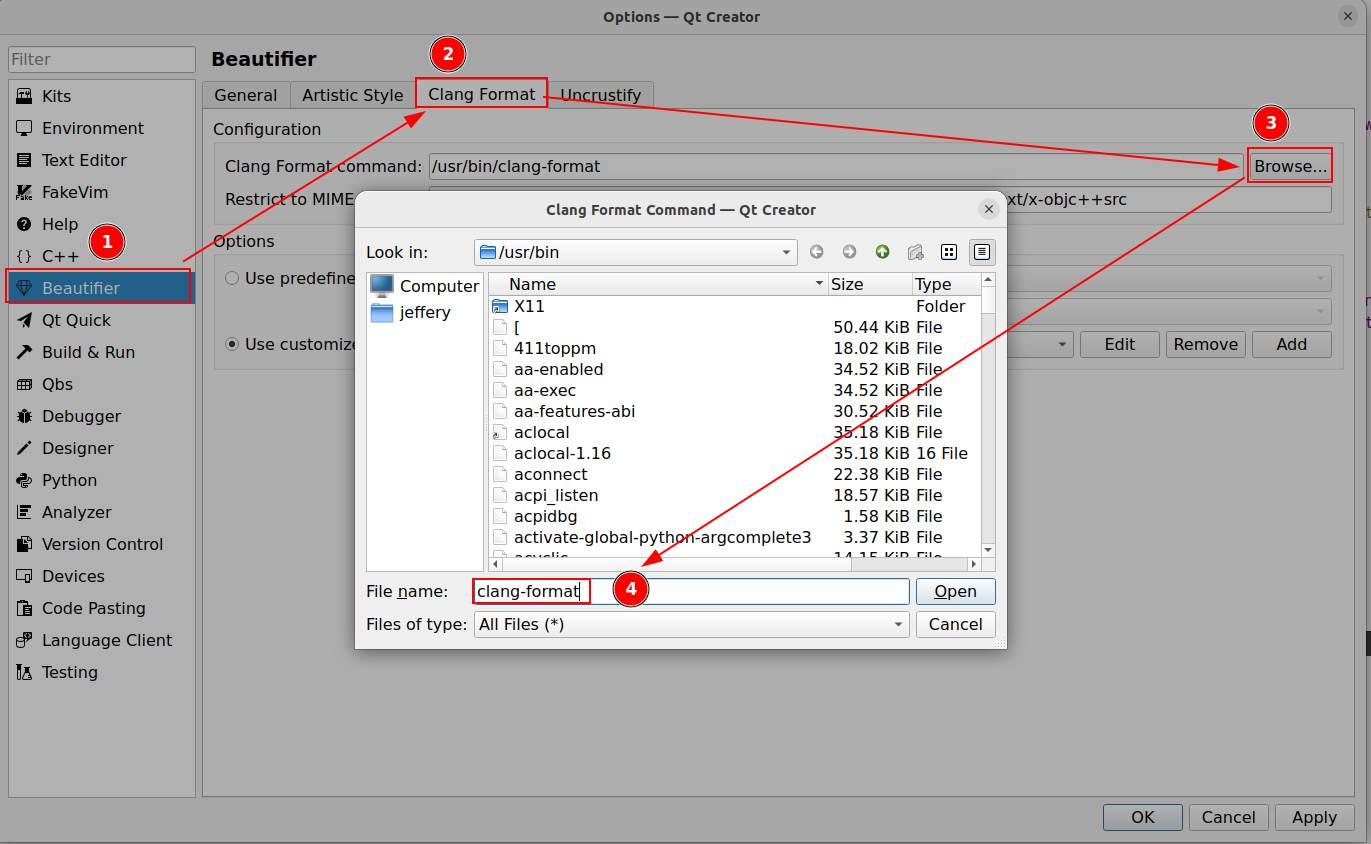 Options — Qt Creator
Filter
Kits
Environment
Text Editor
FakeVim
Help
C++
Beautifier
Qt Quick
Build & Run
Qbs
Debugger
Designer
Python
Analyzer
Version Control
Devices
Code Pasting
Language Client
Testing
1
Beautifier
2
General Artistic Style Clang Format Uncrustify
Configuration
3
Clang Format command: /usr/bin/clang-format Browse...
Restrict to MIME xt/x-objc++src
Options
Use predefine
Use customize Edit Remove Add
Clang Format Command — Qt Creator
Look in: /usr/bin
Computer
jeffery
Name Size Type
X11 Folder
[ 50.44 KiB File
411toppm 18.02 KiB File
aa-enabled 34.52 KiB File
aa-exec 34.52 KiB File
aa-features-abi 30.52 KiB File
aclocal 35.18 KiB File
aclocal-1.16 35.18 KiB 16 File
aconnect 22.38 KiB File
acpi_listen 18.57 KiB File
acpidbg 1.58 KiB File
activate-global-python-argcomplete3 3.37 KiB File
acyclic 14.15 KiB File
File name: clang-format 4 Open
Files of type: All Files (*) Cancel
OK Cancel Apply